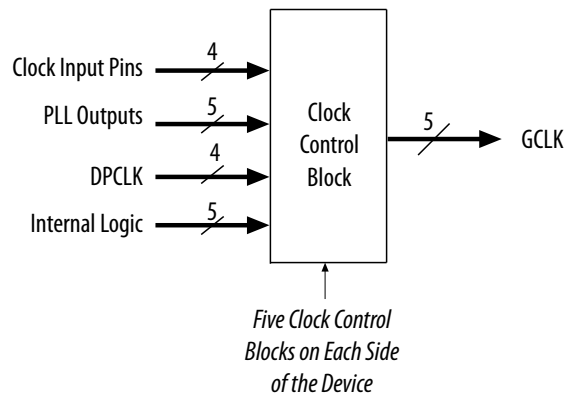 Clock Input Pins
4
PLL Outputs
5
DPCLK
4
Internal Logic
5
Clock
Control
Block
5
GCLK
Five Clock Control
Blocks on Each Side
of the Device